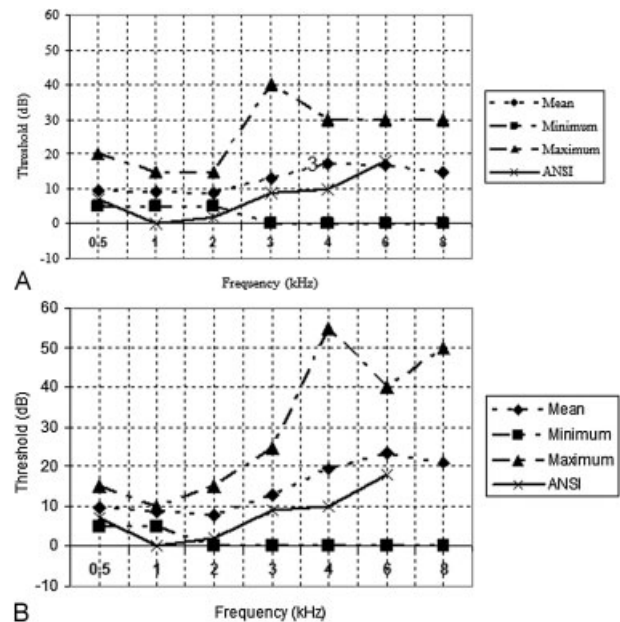 60
50
40
30
20
10
0
-10
Threshold (dB)
3
0.5 1 2 3 4 6 8
Frequency (kHz)
Mean
Minimum
Maximum
ANSI
A
60
50
40
30
20
10
0
-10
Threshold (dB)
0.5 1 2 3 4 6 8
Frequency (kHz)
Mean
Minimum
Maximum
ANSI
B